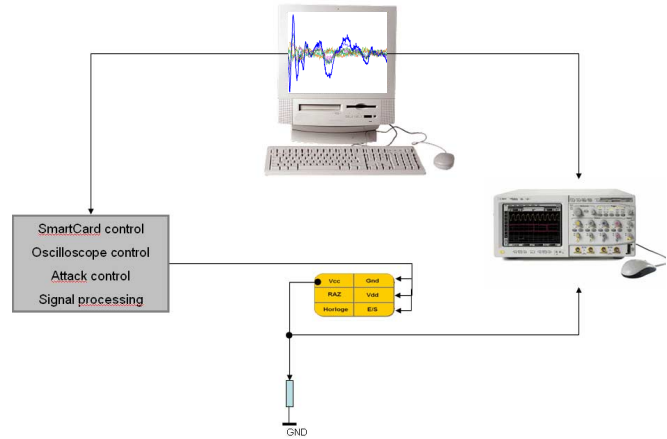 SmartCard control
Oscilloscope control
Attack control
Signal processing
Vcc Gnd
RAZ Vdd
Horloge E/S
GND